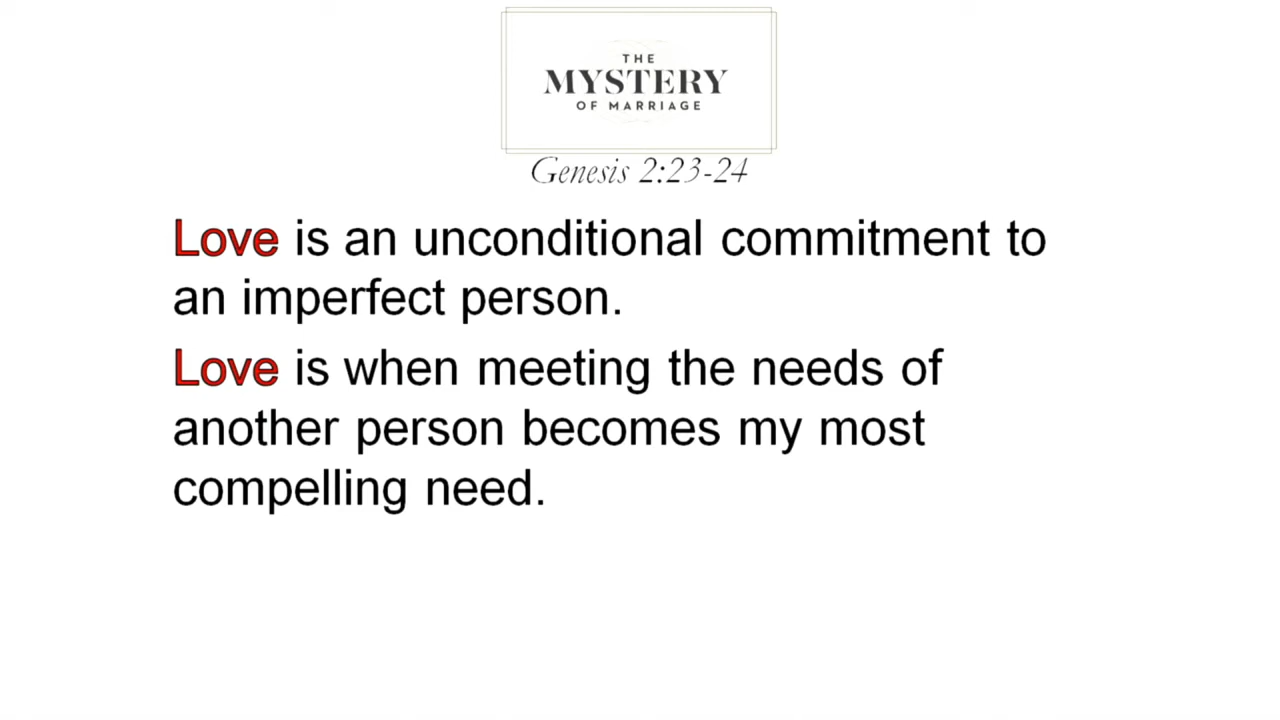 THE
MYSTERY
OF MARRIAGE
Genesis 2:23-24
Love is an unconditional commitment to
an imperfect person.
Love is when meeting the needs of
another person becomes my most
compelling need.